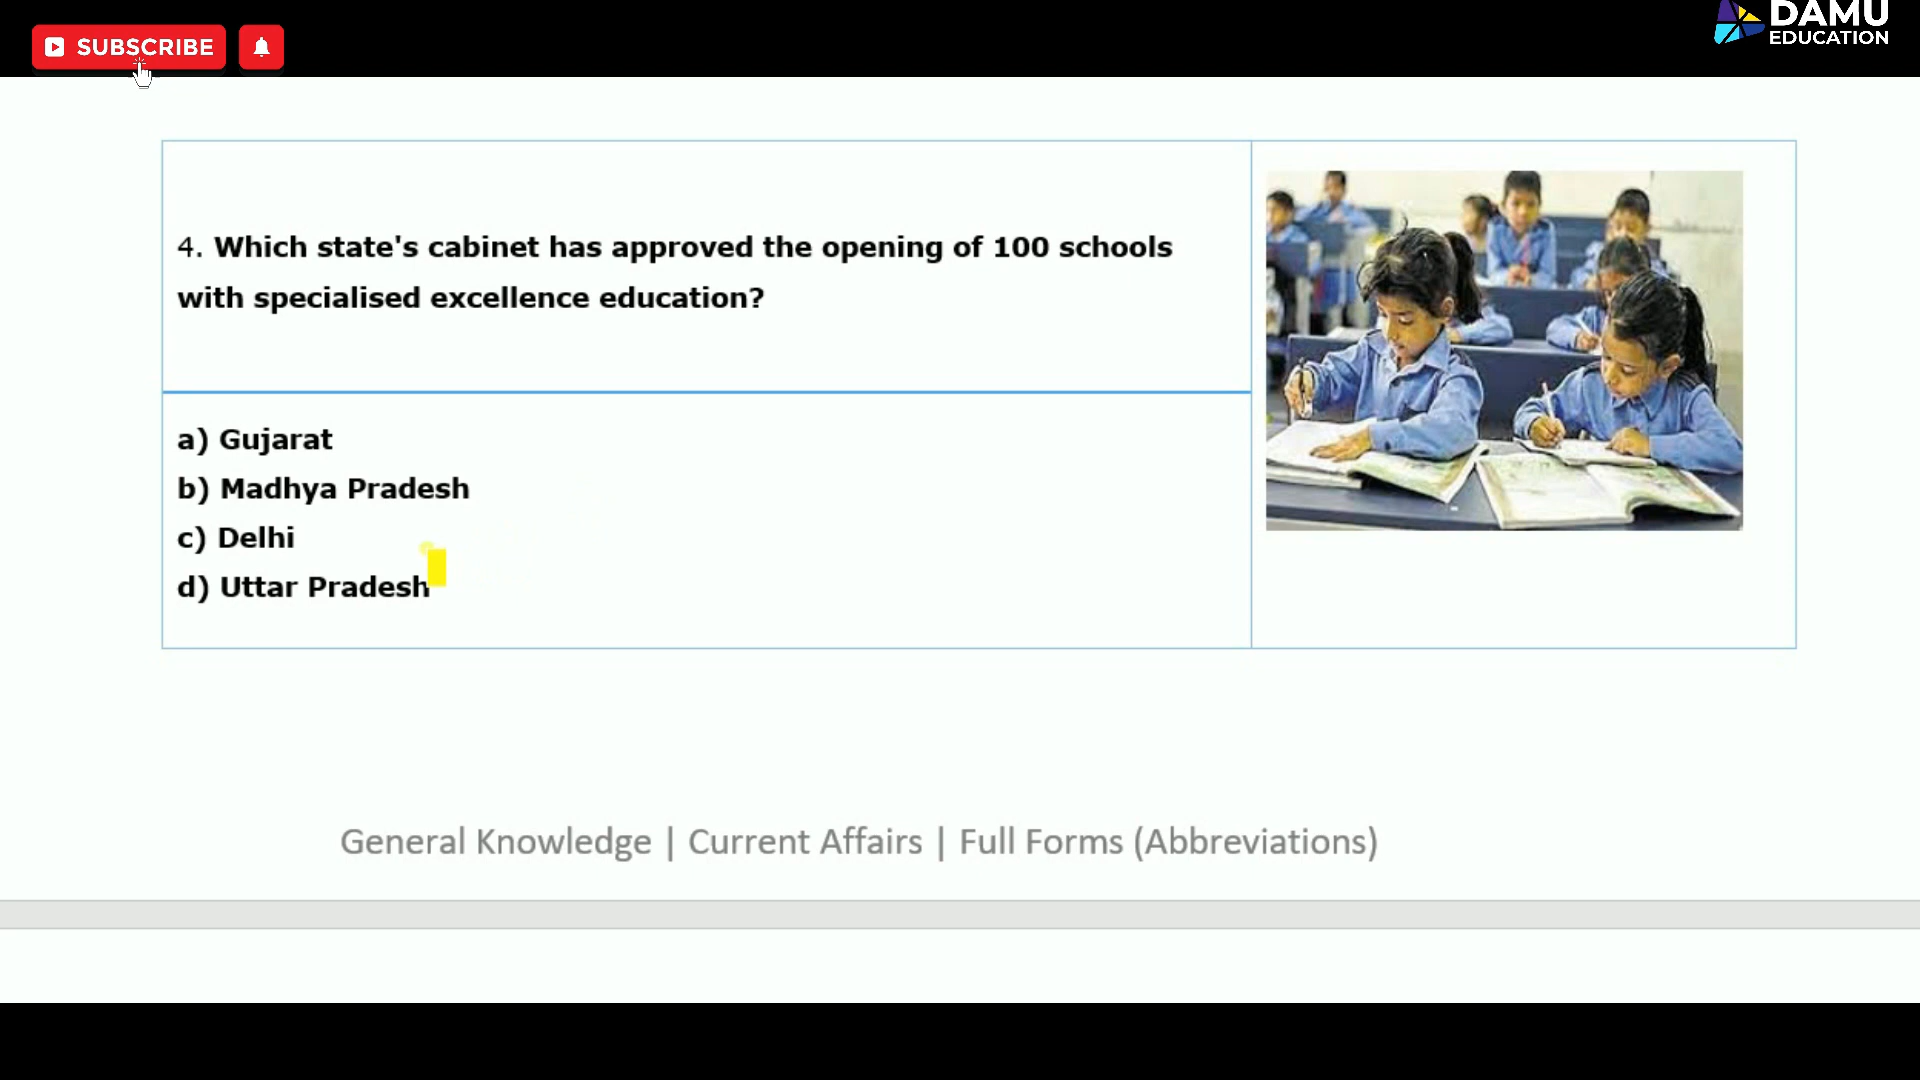 SUBSCRIBE
DAMU
EDUCATION
4. Which state's cabinet has approved the opening of 100 schools
with specialised excellence education?
a) Gujarat
b) Madhya Pradesh
c) Delhi
d) Uttar Pradesh
General Knowledge | Current Affairs | Full Forms (Abbreviations)